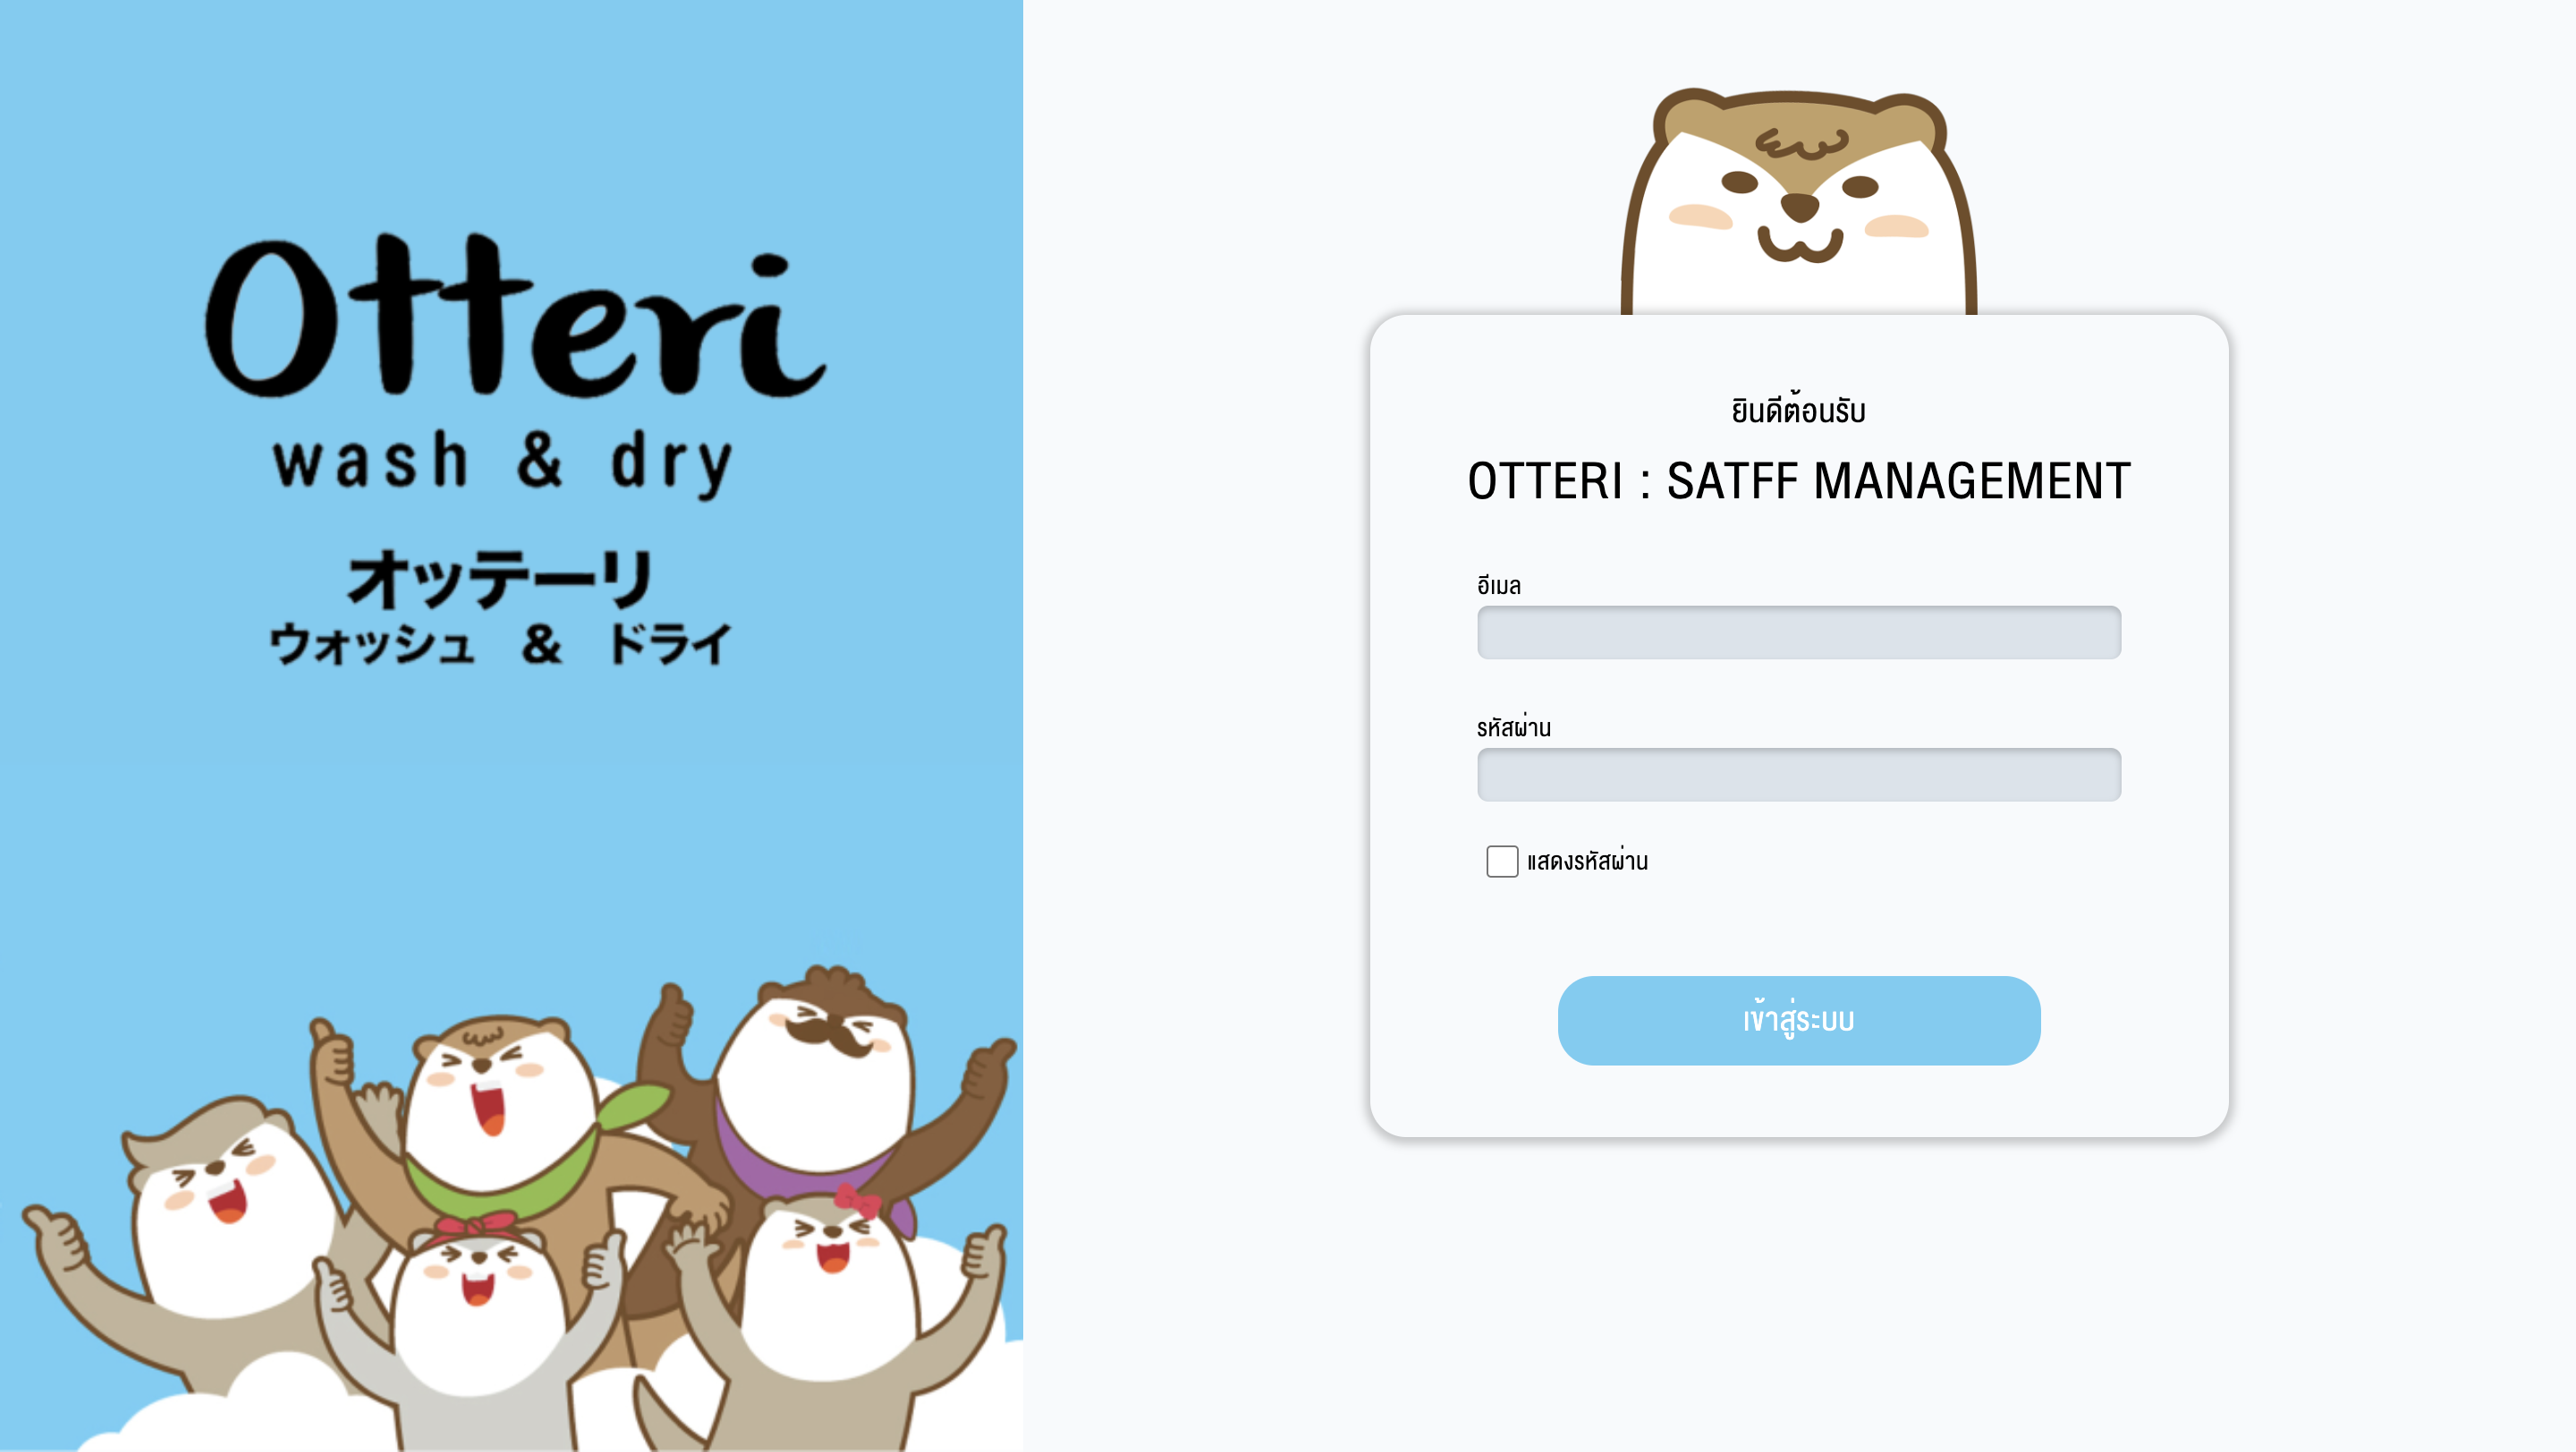 Otteri
wash & dry
オッテーリ
ウォッシュ & ドライ
ยินดีต้อนรับ
OTTERI : SATFF MANAGEMENT
อีเมล
รหัสผ่าน
แสดงรหัสผ่าน
เข้าสู่ระบบ